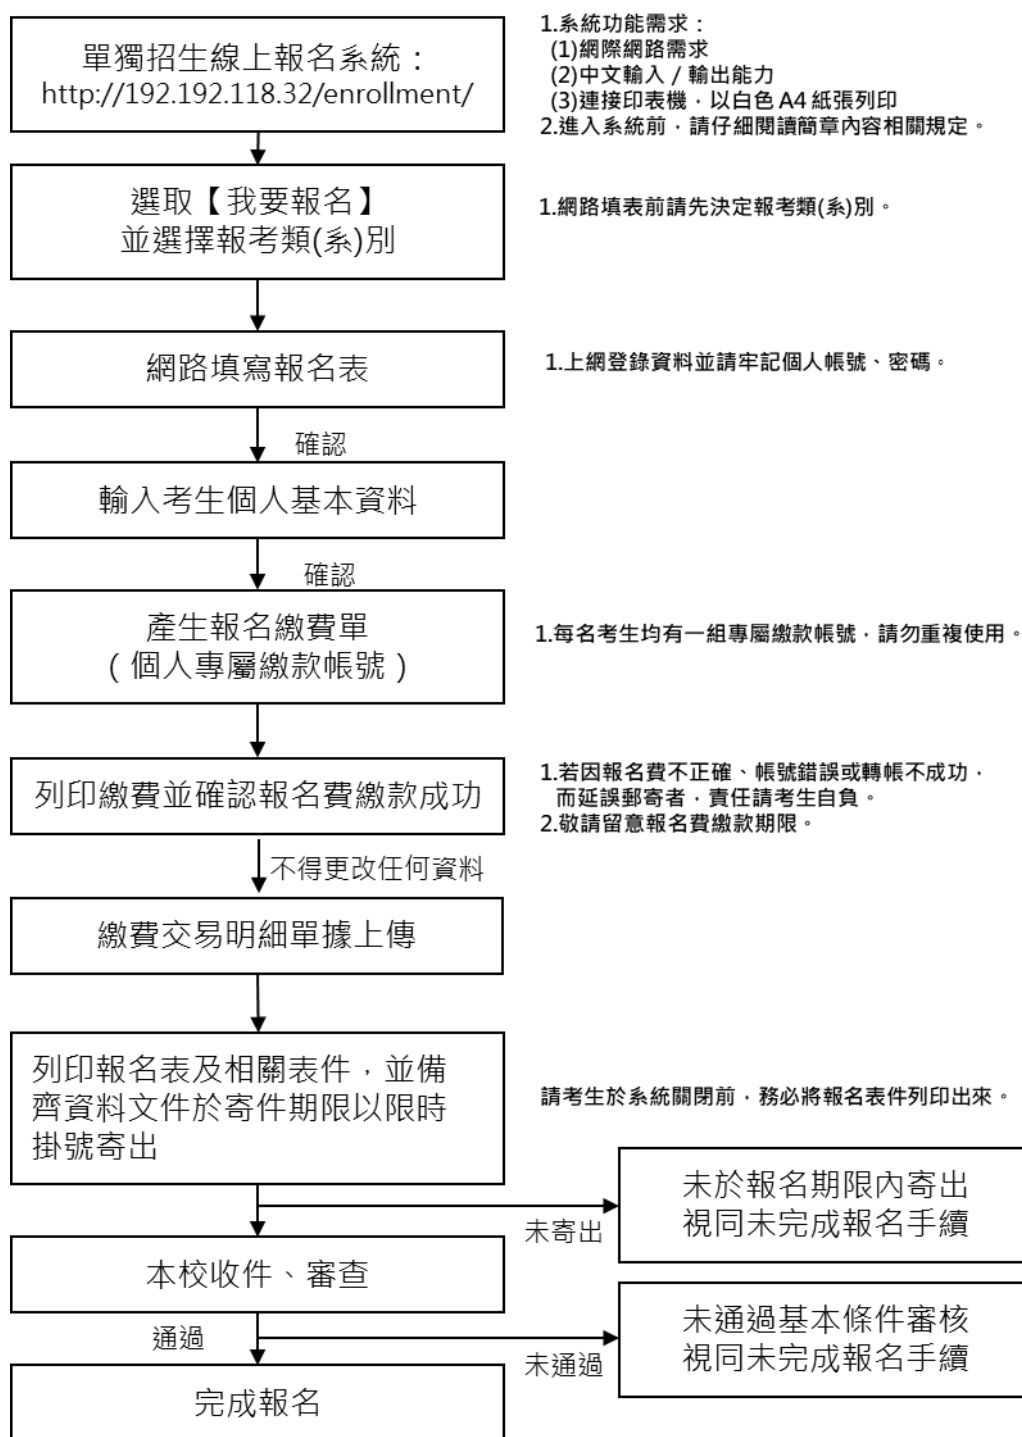 單獨招生線上報名系統：
http://192.192.118.32/enrollment/
1.系統功能需求：
(1)網際網路需求
(2)中文輸入／輸出能力
(3)連接印表機，以白色A4紙張列印
2.進入系統前，請仔細閱讀簡章內容相關規定。
選取【我要報名】
並選擇報考類(系)別
1.網路填表前請先決定報考類(系)別。
網路填寫報名表
1.上網登錄資料並請牢記個人帳號、密碼。
確認
輸入考生個人基本資料
確認
產生報名繳費單
（個人專屬繳款帳號）
1.每名考生均有一組專屬繳款帳號，請勿重複使用。
列印繳費並確認報名費繳款成功
1.若因報名費不正確、帳號錯誤或轉帳不成功，
而延誤郵寄者，責任請考生自負。
2.敬請留意報名費繳款期限。
不得更改任何資料
繳費交易明細單據上傳
列印報名表及相關表件，並備
齊資料文件於寄件期限以限時
掛號寄出
請考生於系統關閉前，務必將報名表件列印出來。
未寄出
未於報名期限內寄出
視同未完成報名手續
本校收件、審查
通過
未通過
未通過基本條件審核
視同未完成報名手續
完成報名